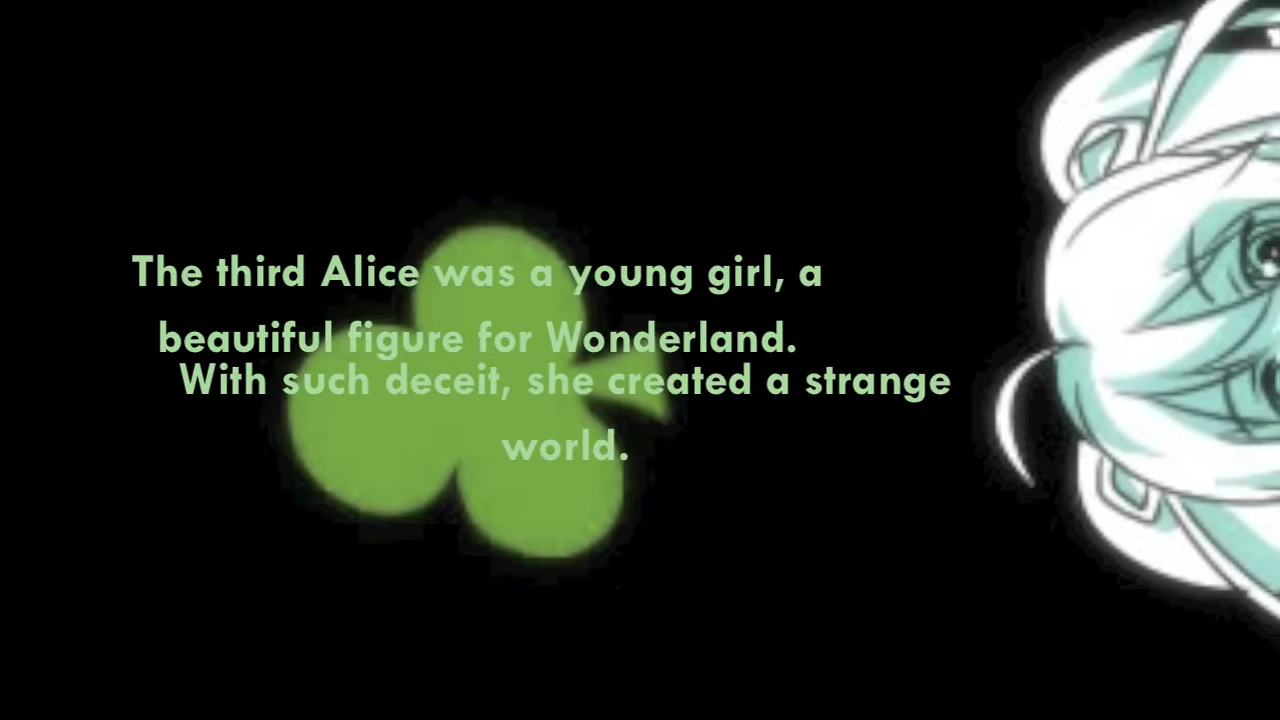 The third Alice was a young girl, a
beautiful figure for Wonderland.
With such deceit, she created a strange
world.